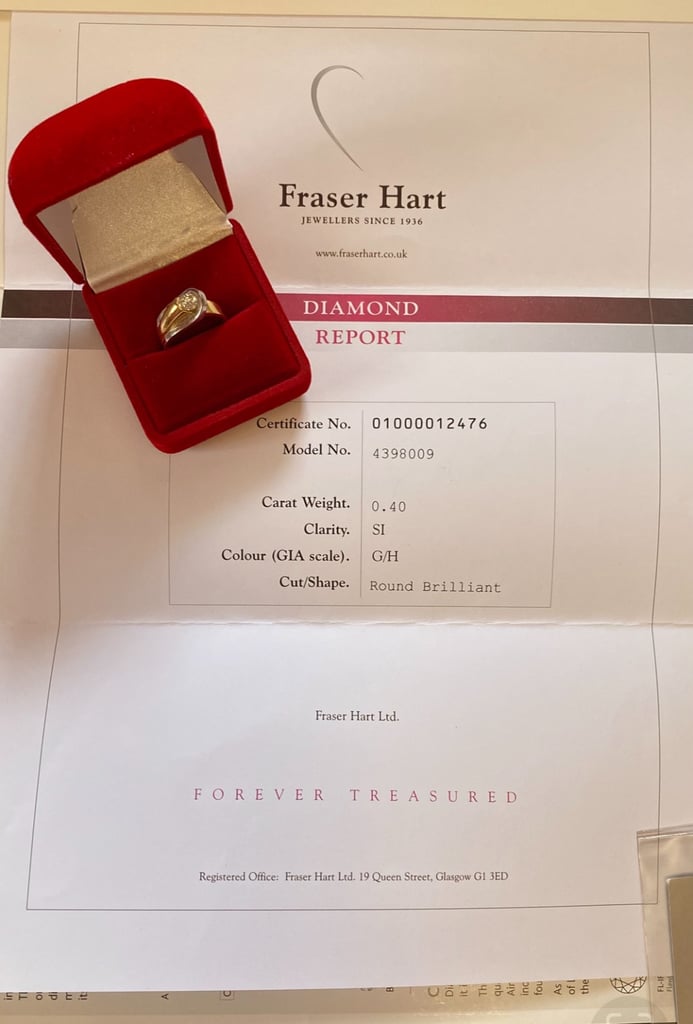 Fraser Hart
JEWELLERS SINCE 1936
www.fraserhart.co.uk
DIAMOND
REPORT
Certificate No. 01000012476
Model No. 4398009
Carat Weight. 0.40
Clarity. SI
Colour (GIA scale). G/H
Cut/Shape. Round Brilliant
Fraser Hart Ltd.
FOREVER TREASURED
Registered Office: Fraser Hart Ltd. 19 Queen Street, Glasgow G1 3ED